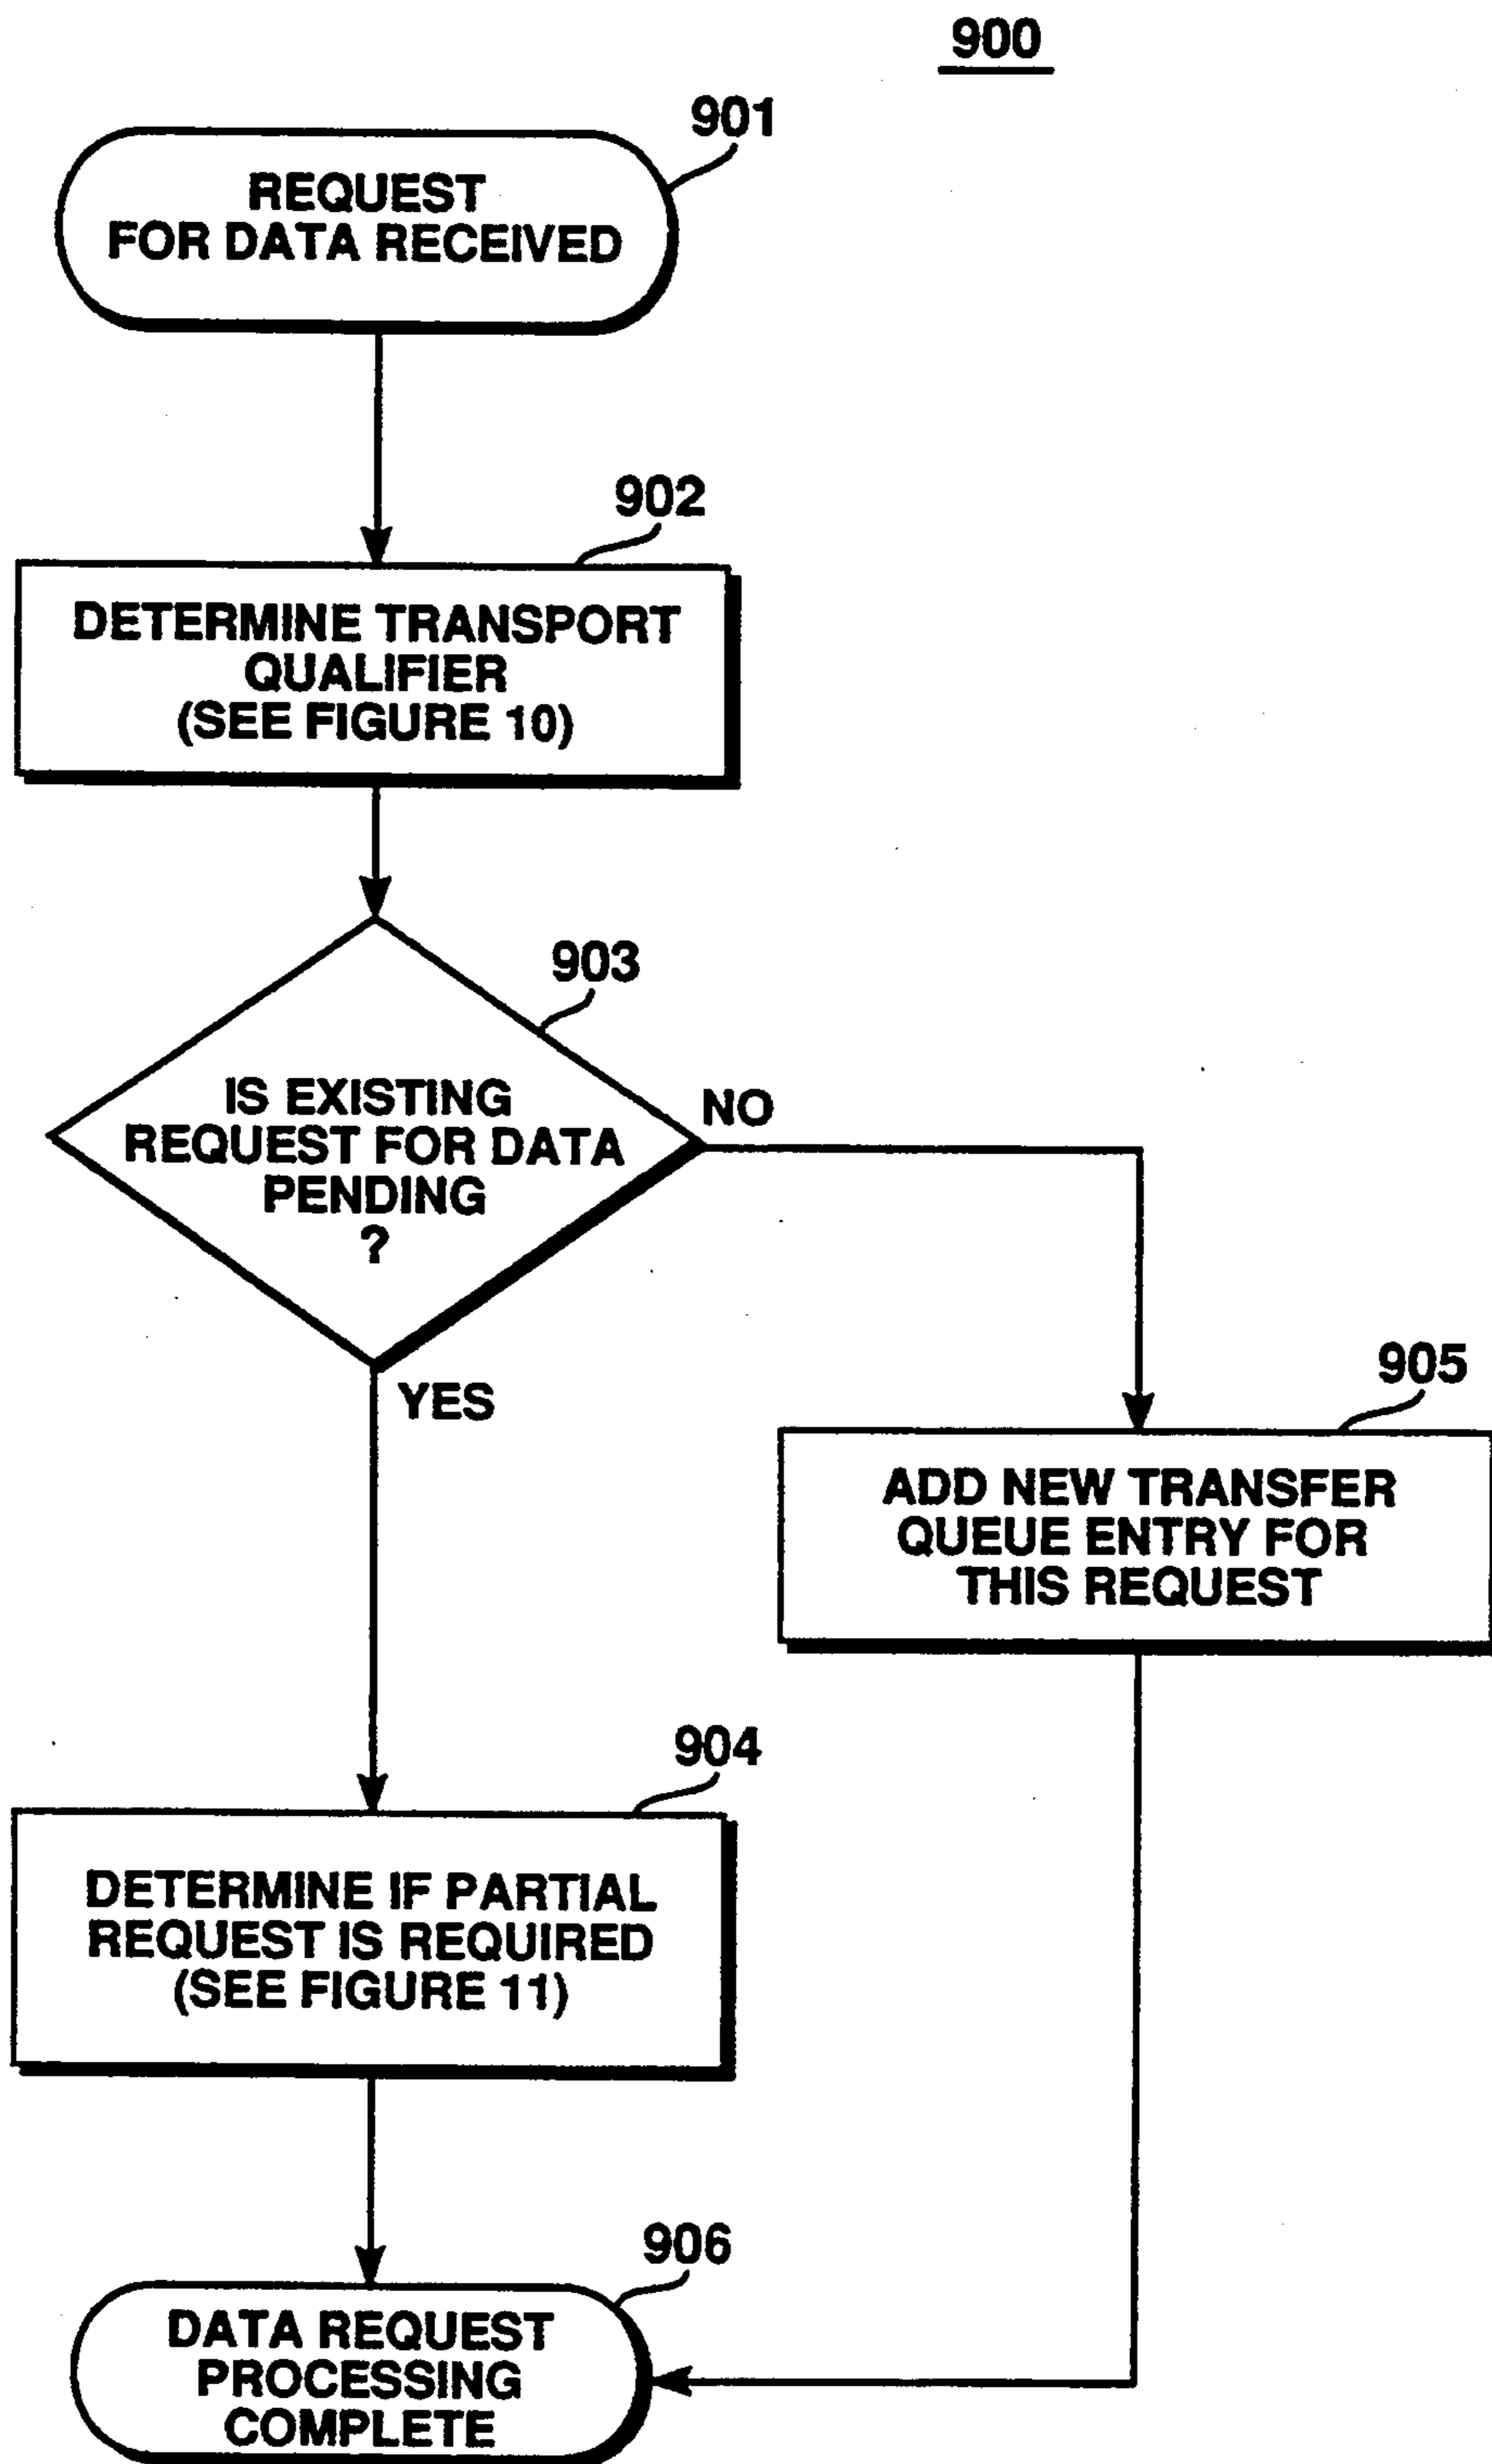 900
901
REQUEST
FOR DATA RECEIVED
902
DETERMINE TRANSPORT
QUALIFIER
(SEE FIGURE 10)
903
IS EXISTING
REQUEST FOR DATA
PENDING
?
NO
YES
905
ADD NEW TRANSFER
QUEUE ENTRY FOR
THIS REQUEST
904
DETERMINE IF PARTIAL
REQUEST IS REQUIRED
(SEE FIGURE 11)
906
DATA REQUEST
PROCESSING
COMPLETE